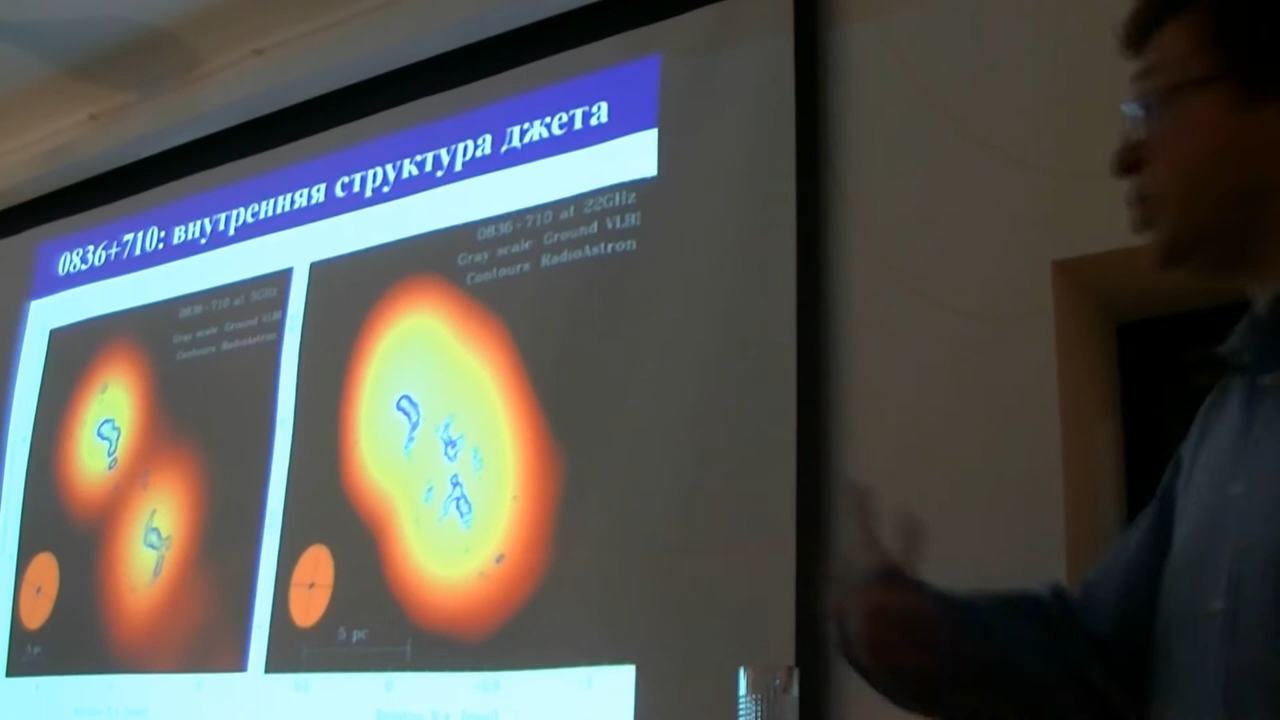 0836+710: внутренняя структура джета
0836+710 at 5GHz
Gray scale Ground VLBI
Contours RadioAstron
0836+710 at 22GHz
Gray scale Ground VLBI
Contours RadioAstron
5 pc